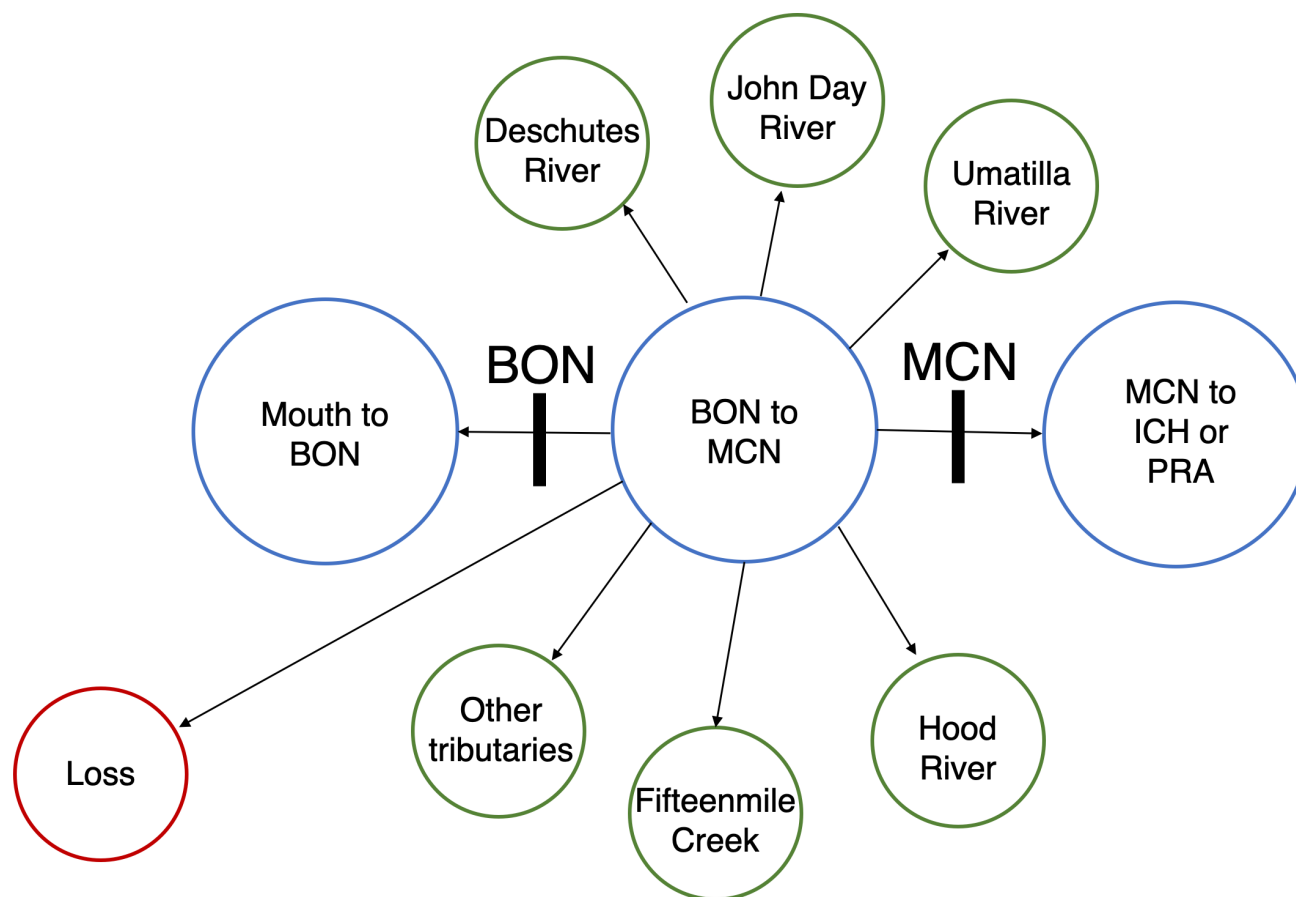 John Day
River
Deschutes
River
Umatilla
River
BON
MCN
Mouth to
BON
BON to
MCN
MCN to
ICH or
PRA
Other
tributaries
Hood
River
Loss
Fifteenmile
Creek